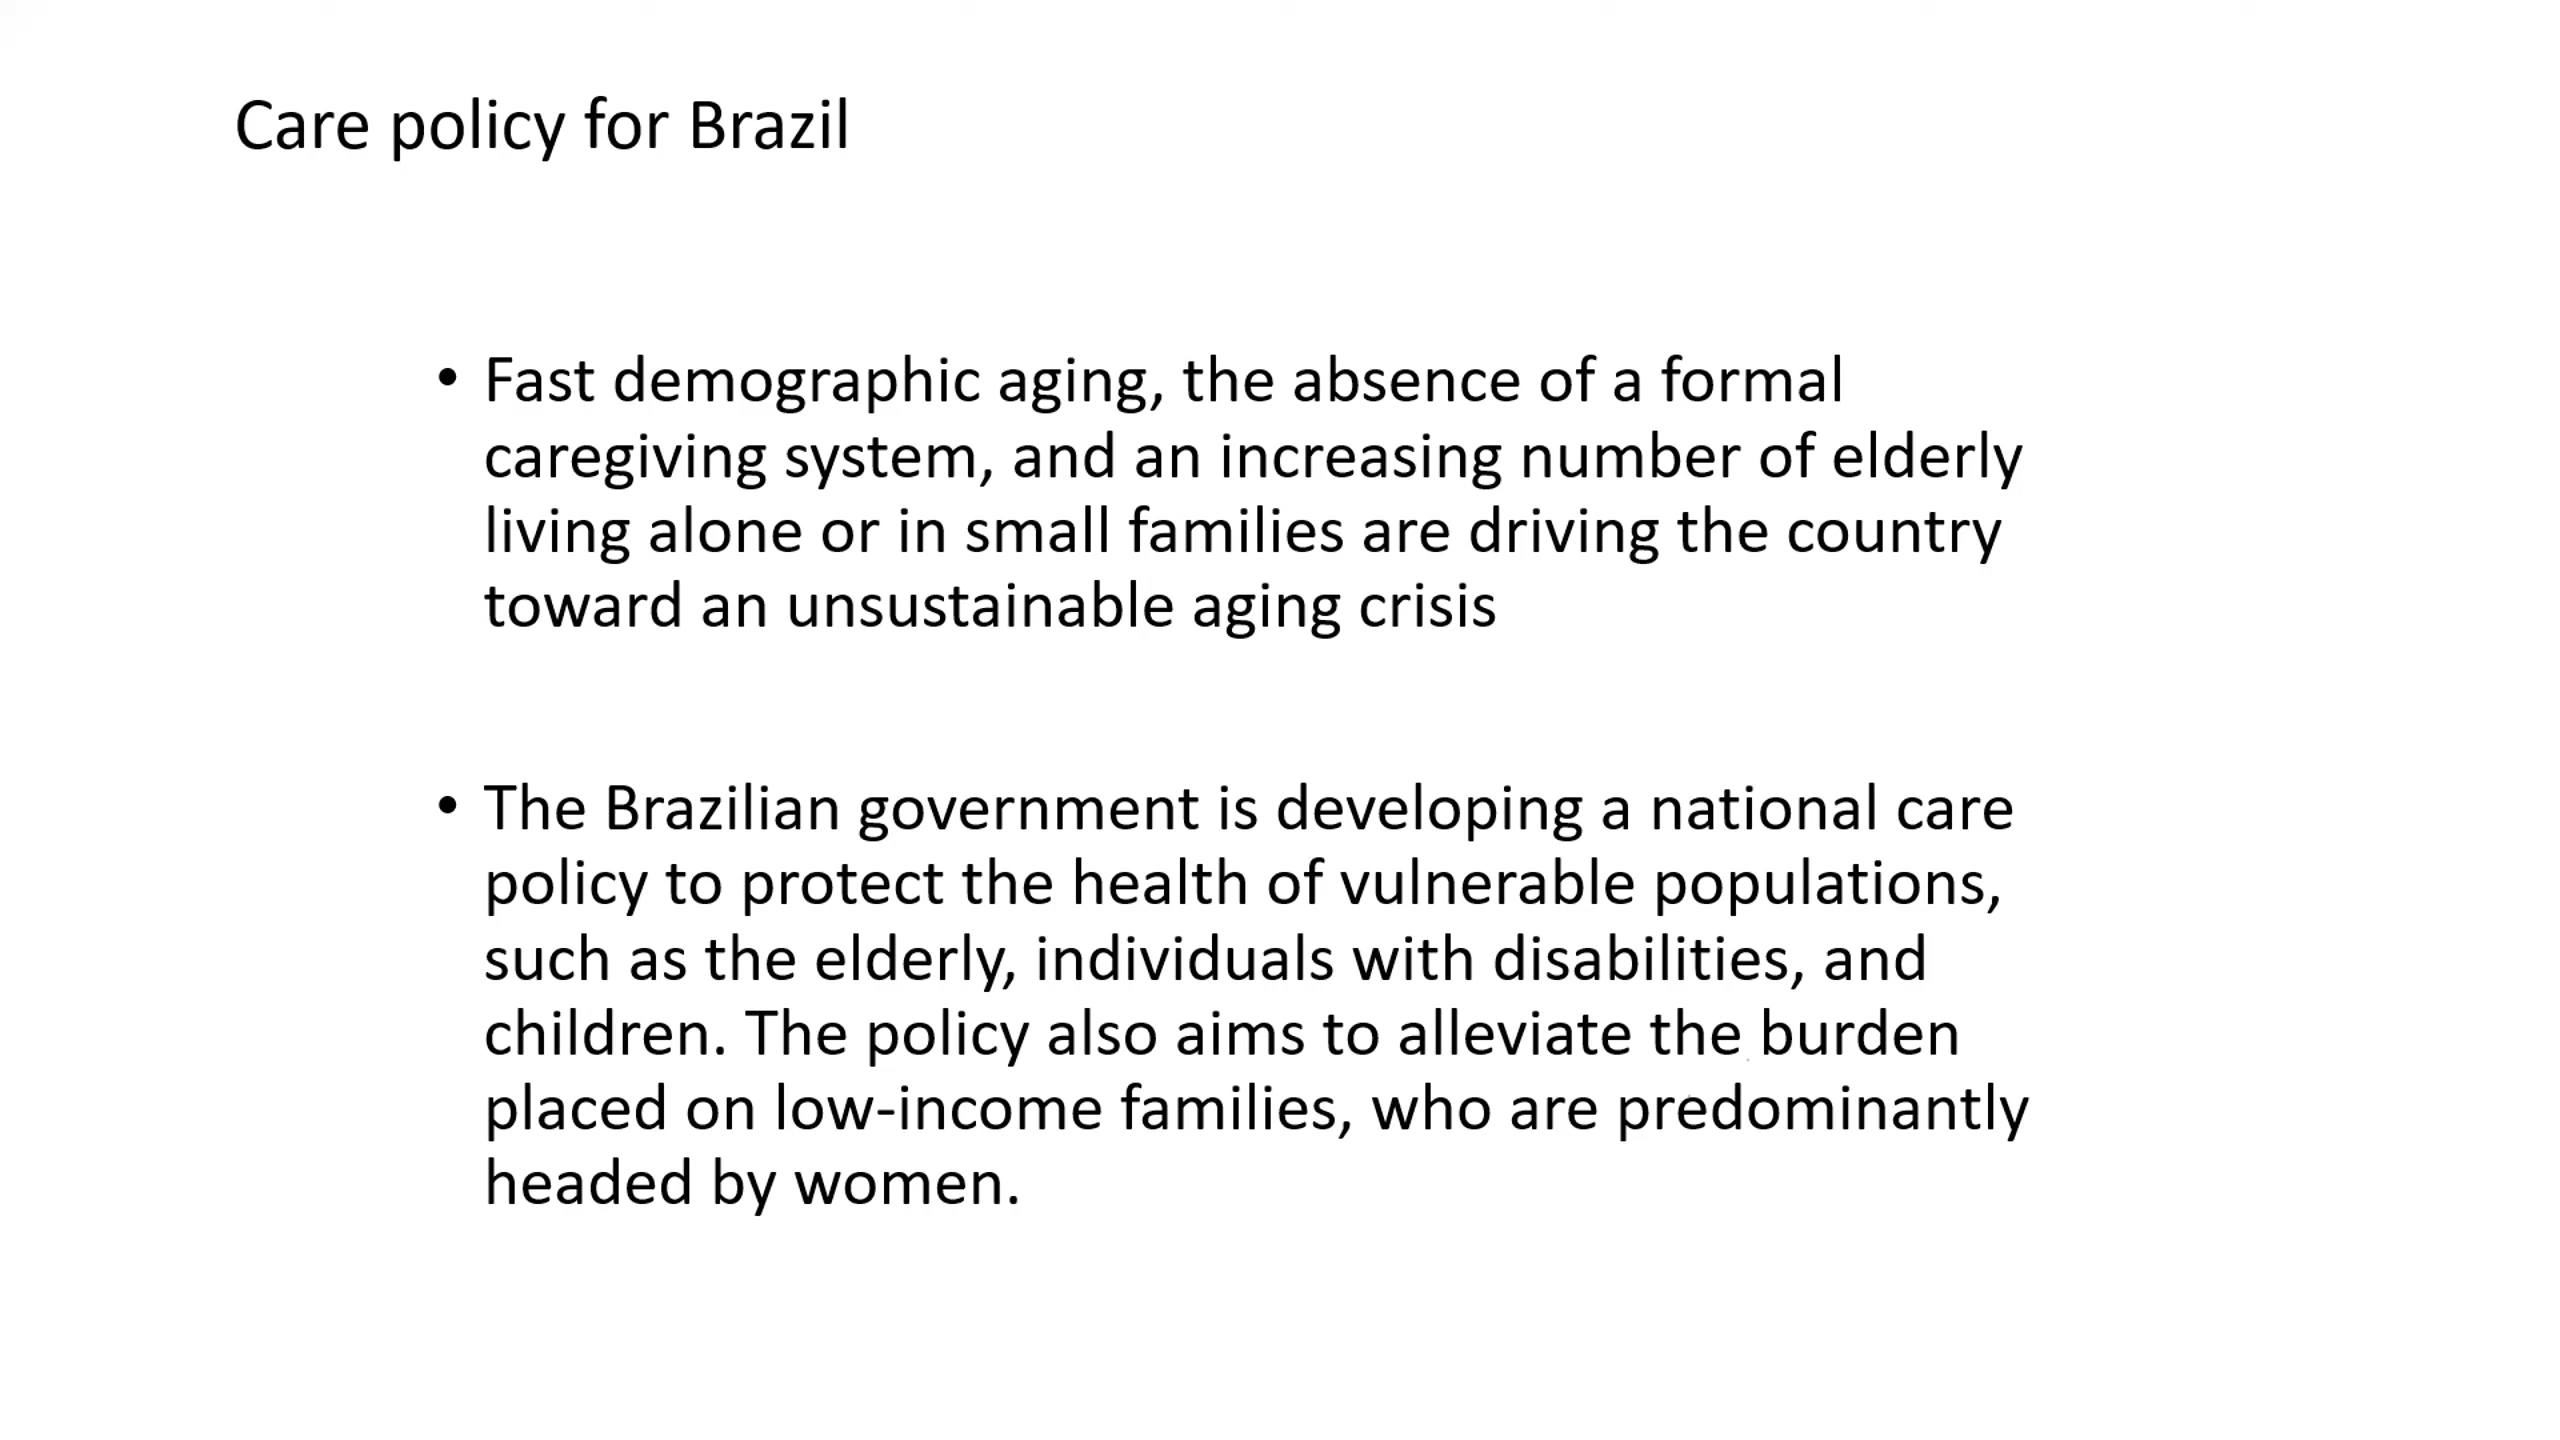 Care policy for Brazil
• Fast demographic aging, the absence of a formal
caregiving system, and an increasing number of elderly
living alone or in small families are driving the country
toward an unsustainable aging crisis
• The Brazilian government is developing a national care
policy to protect the health of vulnerable populations,
such as the elderly, individuals with disabilities, and
children. The policy also aims to alleviate the burden
placed on low-income families, who are predominantly
headed by women.